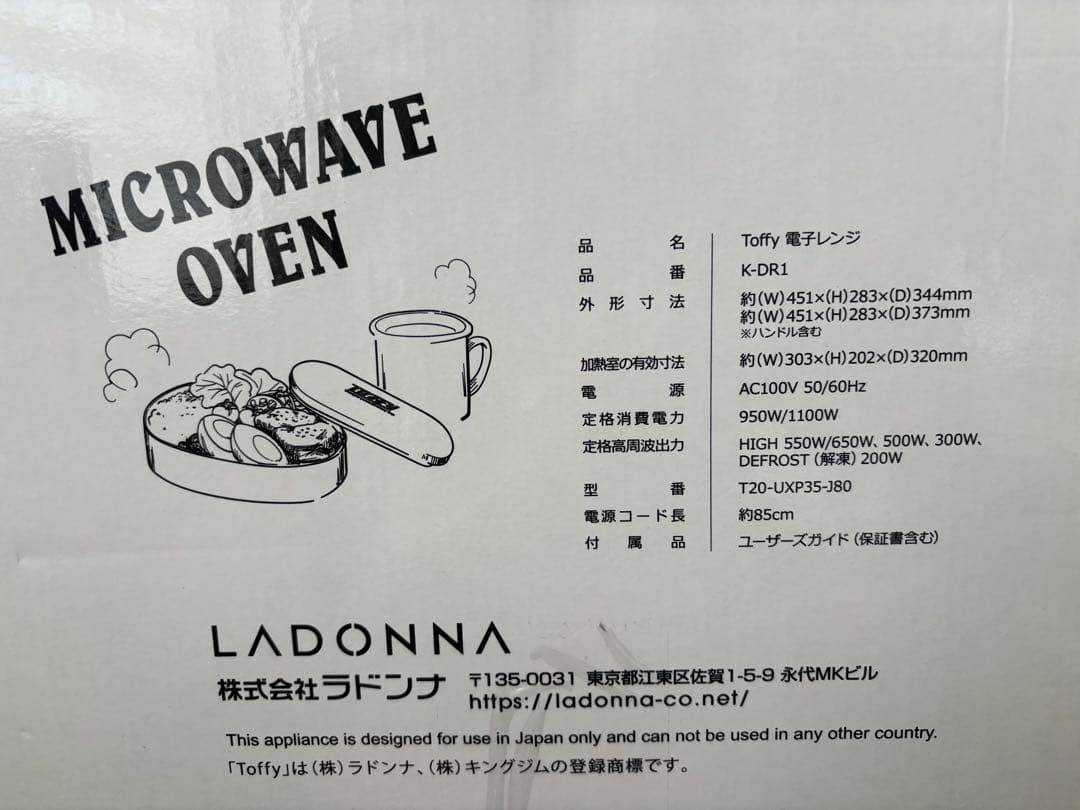 MICROWAVE
OVEN
品名 Toffy 電子レンジ
品番 K-DR1
外形寸法 約(W)451×(H)283×(D)344mm
約(W)451×(H)283×(D)373mm
※ハンドル含む
加熱室の有効寸法 約(W)303×(H)202×(D)320mm
電源 AC100V 50/60Hz
定格消費電力 950W/1100W
定格高周波出力 HIGH 550W/650W、500W、300W、
DEFROST(解凍)200W
型番 T20-UXP35-J80
電源コード長 約85cm
付属品 ユーザーズガイド(保証書含む)
LADONNA
株式会社ラドンナ 〒135-0031 東京都江東区佐賀1-5-9 永代MKビル
https://ladonna-co.net/
This appliance is designed for use in Japan only and can not be used in any other country.
「Toffy」は(株)ラドンナ、(株)キングジムの登録商標です。